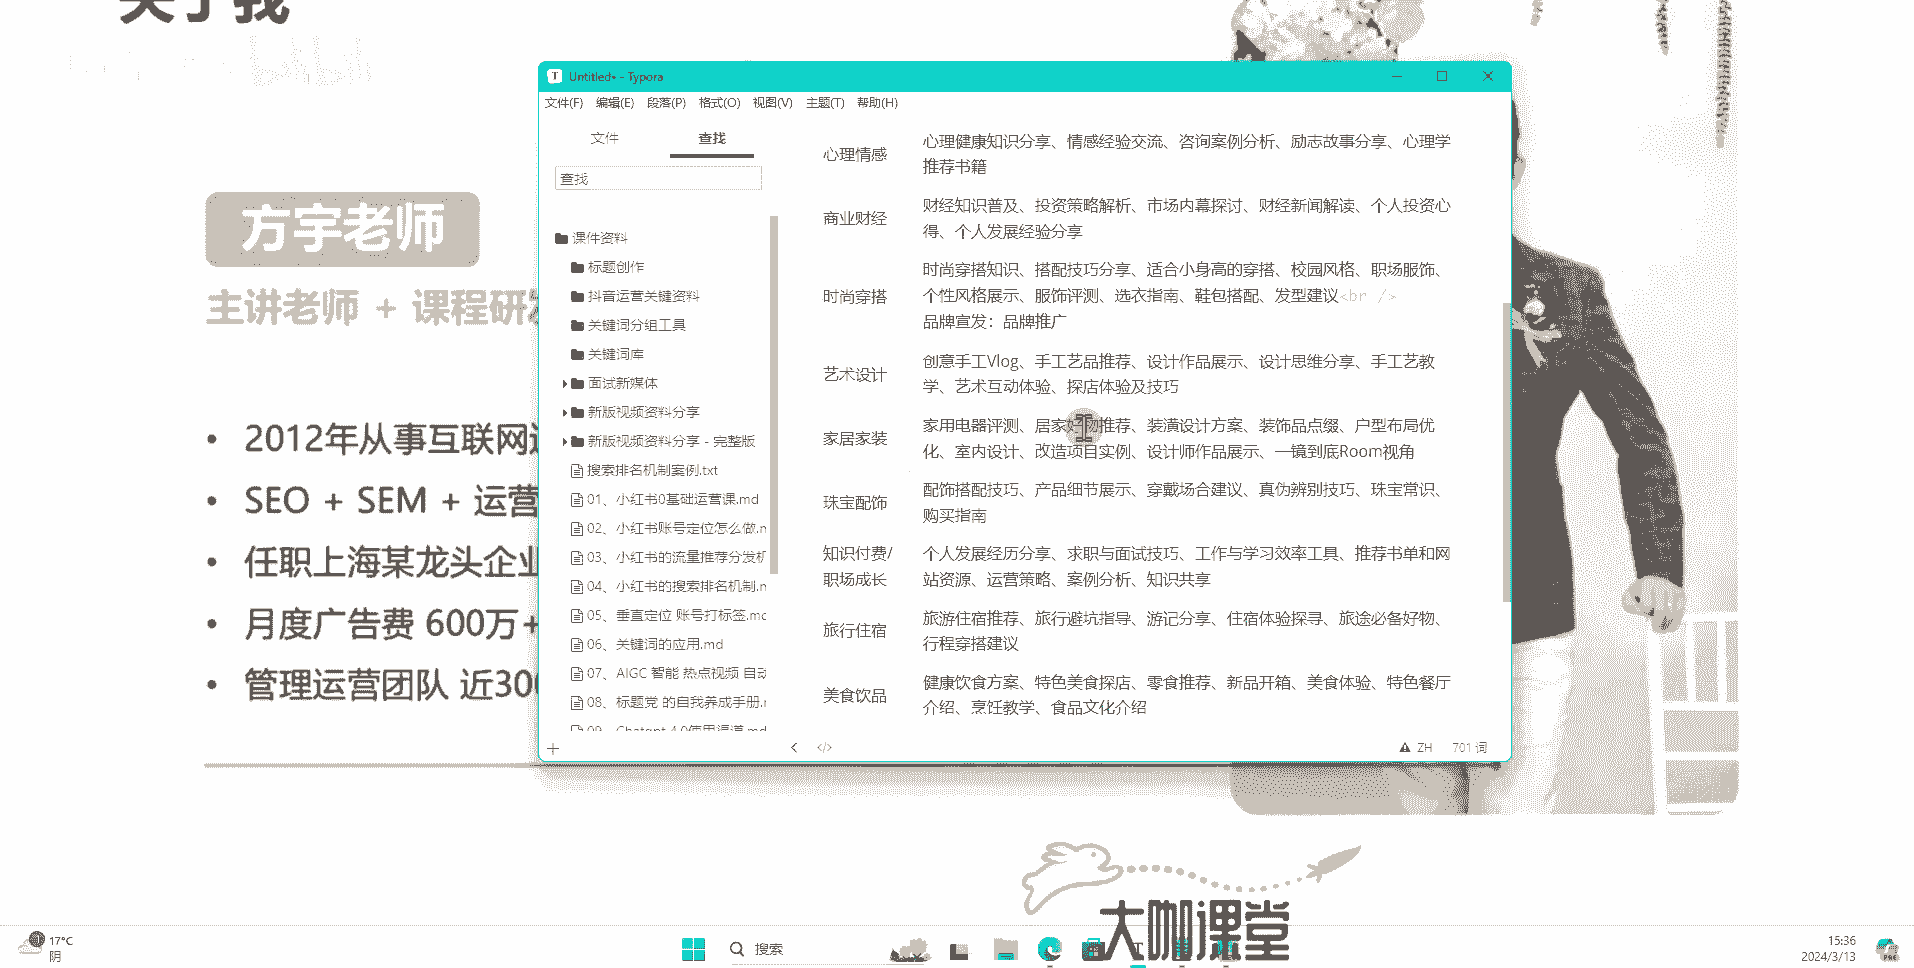 关于我
bilibili
方宇老师
主讲老师 + 课程研发
• 2012年从事互联网
• SEO + SEM + 运营
• 任职上海某龙头企业
• 月度广告费 600万+
• 管理运营团队 近300
Untitled• - Typora
文件(F) 编辑(E) 段落(P) 格式(O) 视图(V) 主题(T) 帮助(H)
文件 查找
查找
课件资料
标题创作
抖音运营关键资料
关键词分组工具
关键词库
面试新媒体
新版视频资料分享
新版视频资料分享 - 完整版
搜索排名机制案例.txt
01、小红书0基础运营课.md
02、小红书账号定位怎么做.m
03、小红书的流量推荐分发机
04、小红书的搜索排名机制.m
05、垂直定位 账号打标签.md
06、关键词的应用.md
07、AIGC 智能 热点视频 自动
08、标题党 的自我养成手册.m
09、Chatgpt 4.0使用渠道.md
心理情感
心理健康知识分享、情感经验交流、咨询案例分析、励志故事分享、心理学
推荐书籍
商业财经
财经知识普及、投资策略解析、市场内幕探讨、财经新闻解读、个人投资心
得、个人发展经验分享
时尚穿搭
时尚穿搭知识、搭配技巧分享、适合小身高的穿搭、校园风格、职场服饰、
个性风格展示、服饰评测、选衣指南、鞋包搭配、发型建议<br />
品牌宣发：品牌推广
艺术设计
创意手工Vlog、手工艺品推荐、设计作品展示、设计思维分享、手工艺教
学、艺术互动体验、探店体验及技巧
家居家装
家用电器评测、居家好物推荐、装潢设计方案、装饰品点缀、户型布局优
化、室内设计、改造项目实例、设计师作品展示、一镜到底Room视角
珠宝配饰
配饰搭配技巧、产品细节展示、穿戴场合建议、真伪辨别技巧、珠宝常识、
购买指南
知识付费/
职场成长
个人发展经历分享、求职与面试技巧、工作与学习效率工具、推荐书单和网
站资源、运营策略、案例分析、知识共享
旅行住宿
旅游住宿推荐、旅行避坑指导、游记分享、住宿体验探寻、旅途必备好物、
行程穿搭建议
美食饮品
健康饮食方案、特色美食探店、零食推荐、新品开箱、美食体验、特色餐厅
介绍、烹饪教学、食品文化介绍
ZH 701 词
大咖课堂
17°C
阴
搜索
15:36
2024/3/13